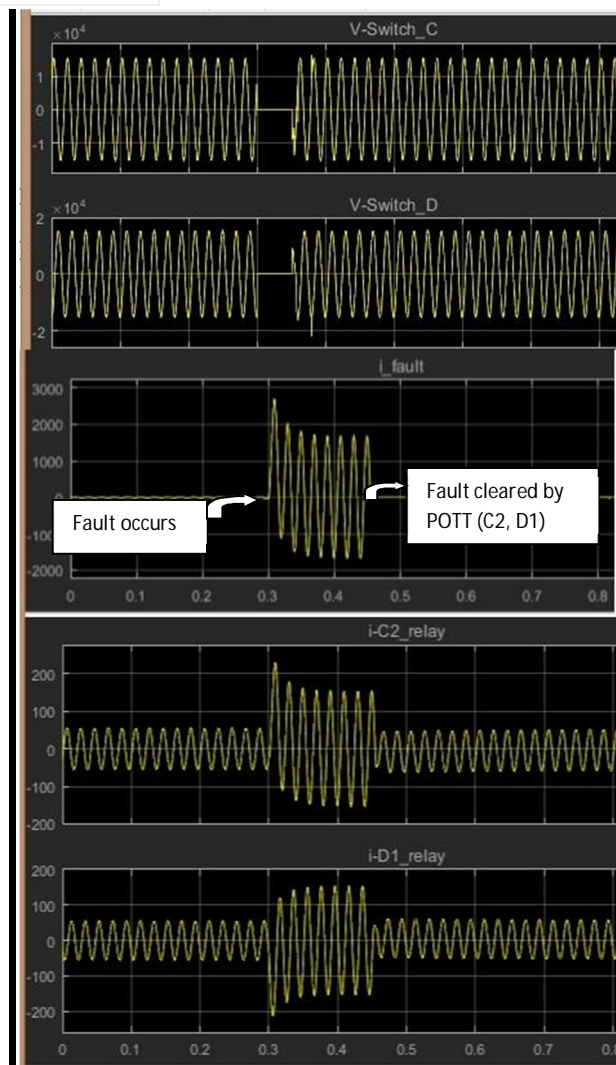 V-Switch_C
×10⁴
1
0
-1
V-Switch_D
×10⁴
2
0
-2
i_fault
3000
2000
1000
0
-100
-2000
Fault occurs
Fault cleared by
POTT (C2, D1)
0 0.1 0.2 0.3 0.4 0.5 0.6 0.7 0.8
i-C2_relay
200
100
0
-100
-200
i-D1_relay
200
100
0
-100
-200
0 0.1 0.2 0.3 0.4 0.5 0.6 0.7